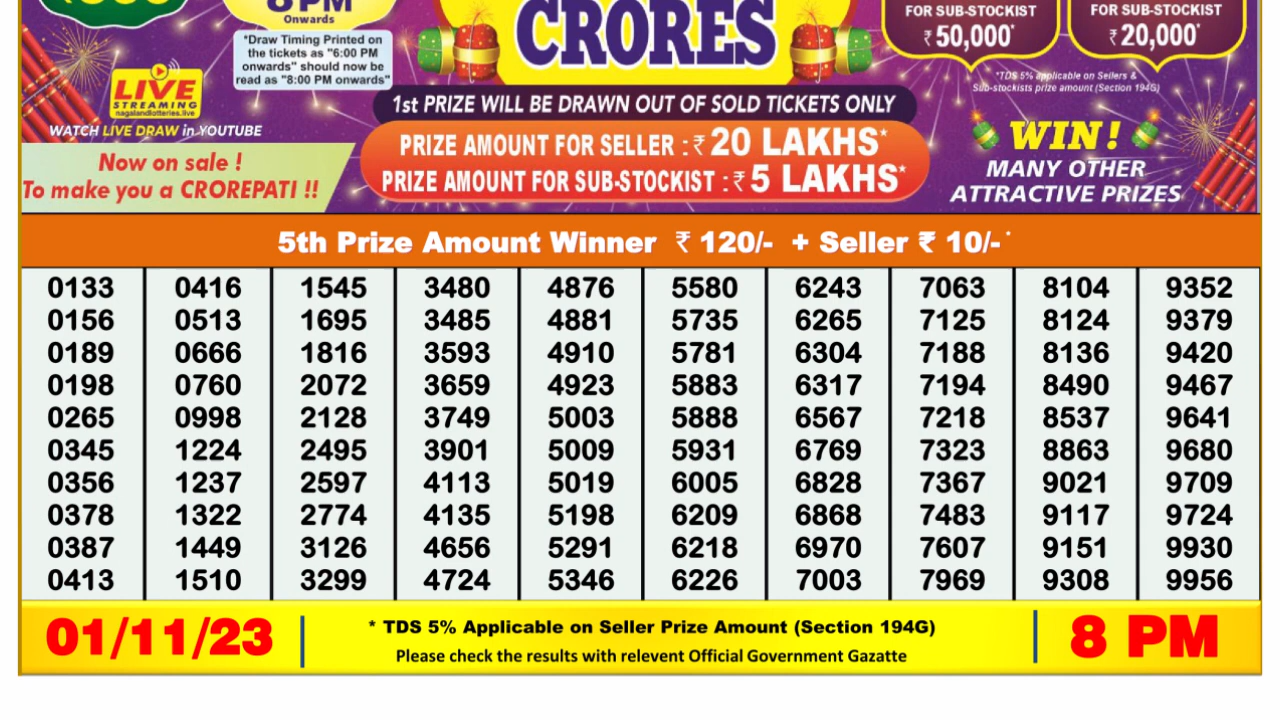 8 PM
Onwards
*Draw Timing Printed on
the tickets as "6:00 PM
onwards" should now be
read as "8:00 PM onwards"
CRORES
FOR SUB-STOCKIST
₹ 50,000*
FOR SUB-STOCKIST
₹ 20,000*
*TDS 5% applicable on Sellers &
Sub-stockists prize amount (Section 194G)
LIVE
STREAMING
nagalandlotteries.live
WATCH LIVE DRAW in YOUTUBE
1st PRIZE WILL BE DRAWN OUT OF SOLD TICKETS ONLY
PRIZE AMOUNT FOR SELLER : ₹ 20 LAKHS*
PRIZE AMOUNT FOR SUB-STOCKIST : ₹ 5 LAKHS*
WIN !
MANY OTHER
ATTRACTIVE PRIZES
Now on sale !
To make you a CROREPATI !!
5th Prize Amount Winner ₹ 120/- + Seller ₹ 10/- *
0133 0416 1545 3480 4876 5580 6243 7063 8104 9352
0156 0513 1695 3485 4881 5735 6265 7125 8124 9379
0189 0666 1816 3593 4910 5781 6304 7188 8136 9420
0198 0760 2072 3659 4923 5883 6317 7194 8490 9467
0265 0998 2128 3749 5003 5888 6567 7218 8537 9641
0345 1224 2495 3901 5009 5931 6769 7323 8863 9680
0356 1237 2597 4113 5019 6005 6828 7367 9021 9709
0378 1322 2774 4135 5198 6209 6868 7483 9117 9724
0387 1449 3126 4656 5291 6218 6970 7607 9151 9930
0413 1510 3299 4724 5346 6226 7003 7969 9308 9956
01/11/23
* TDS 5% Applicable on Seller Prize Amount (Section 194G)
Please check the results with relevent Official Government Gazatte
8 PM